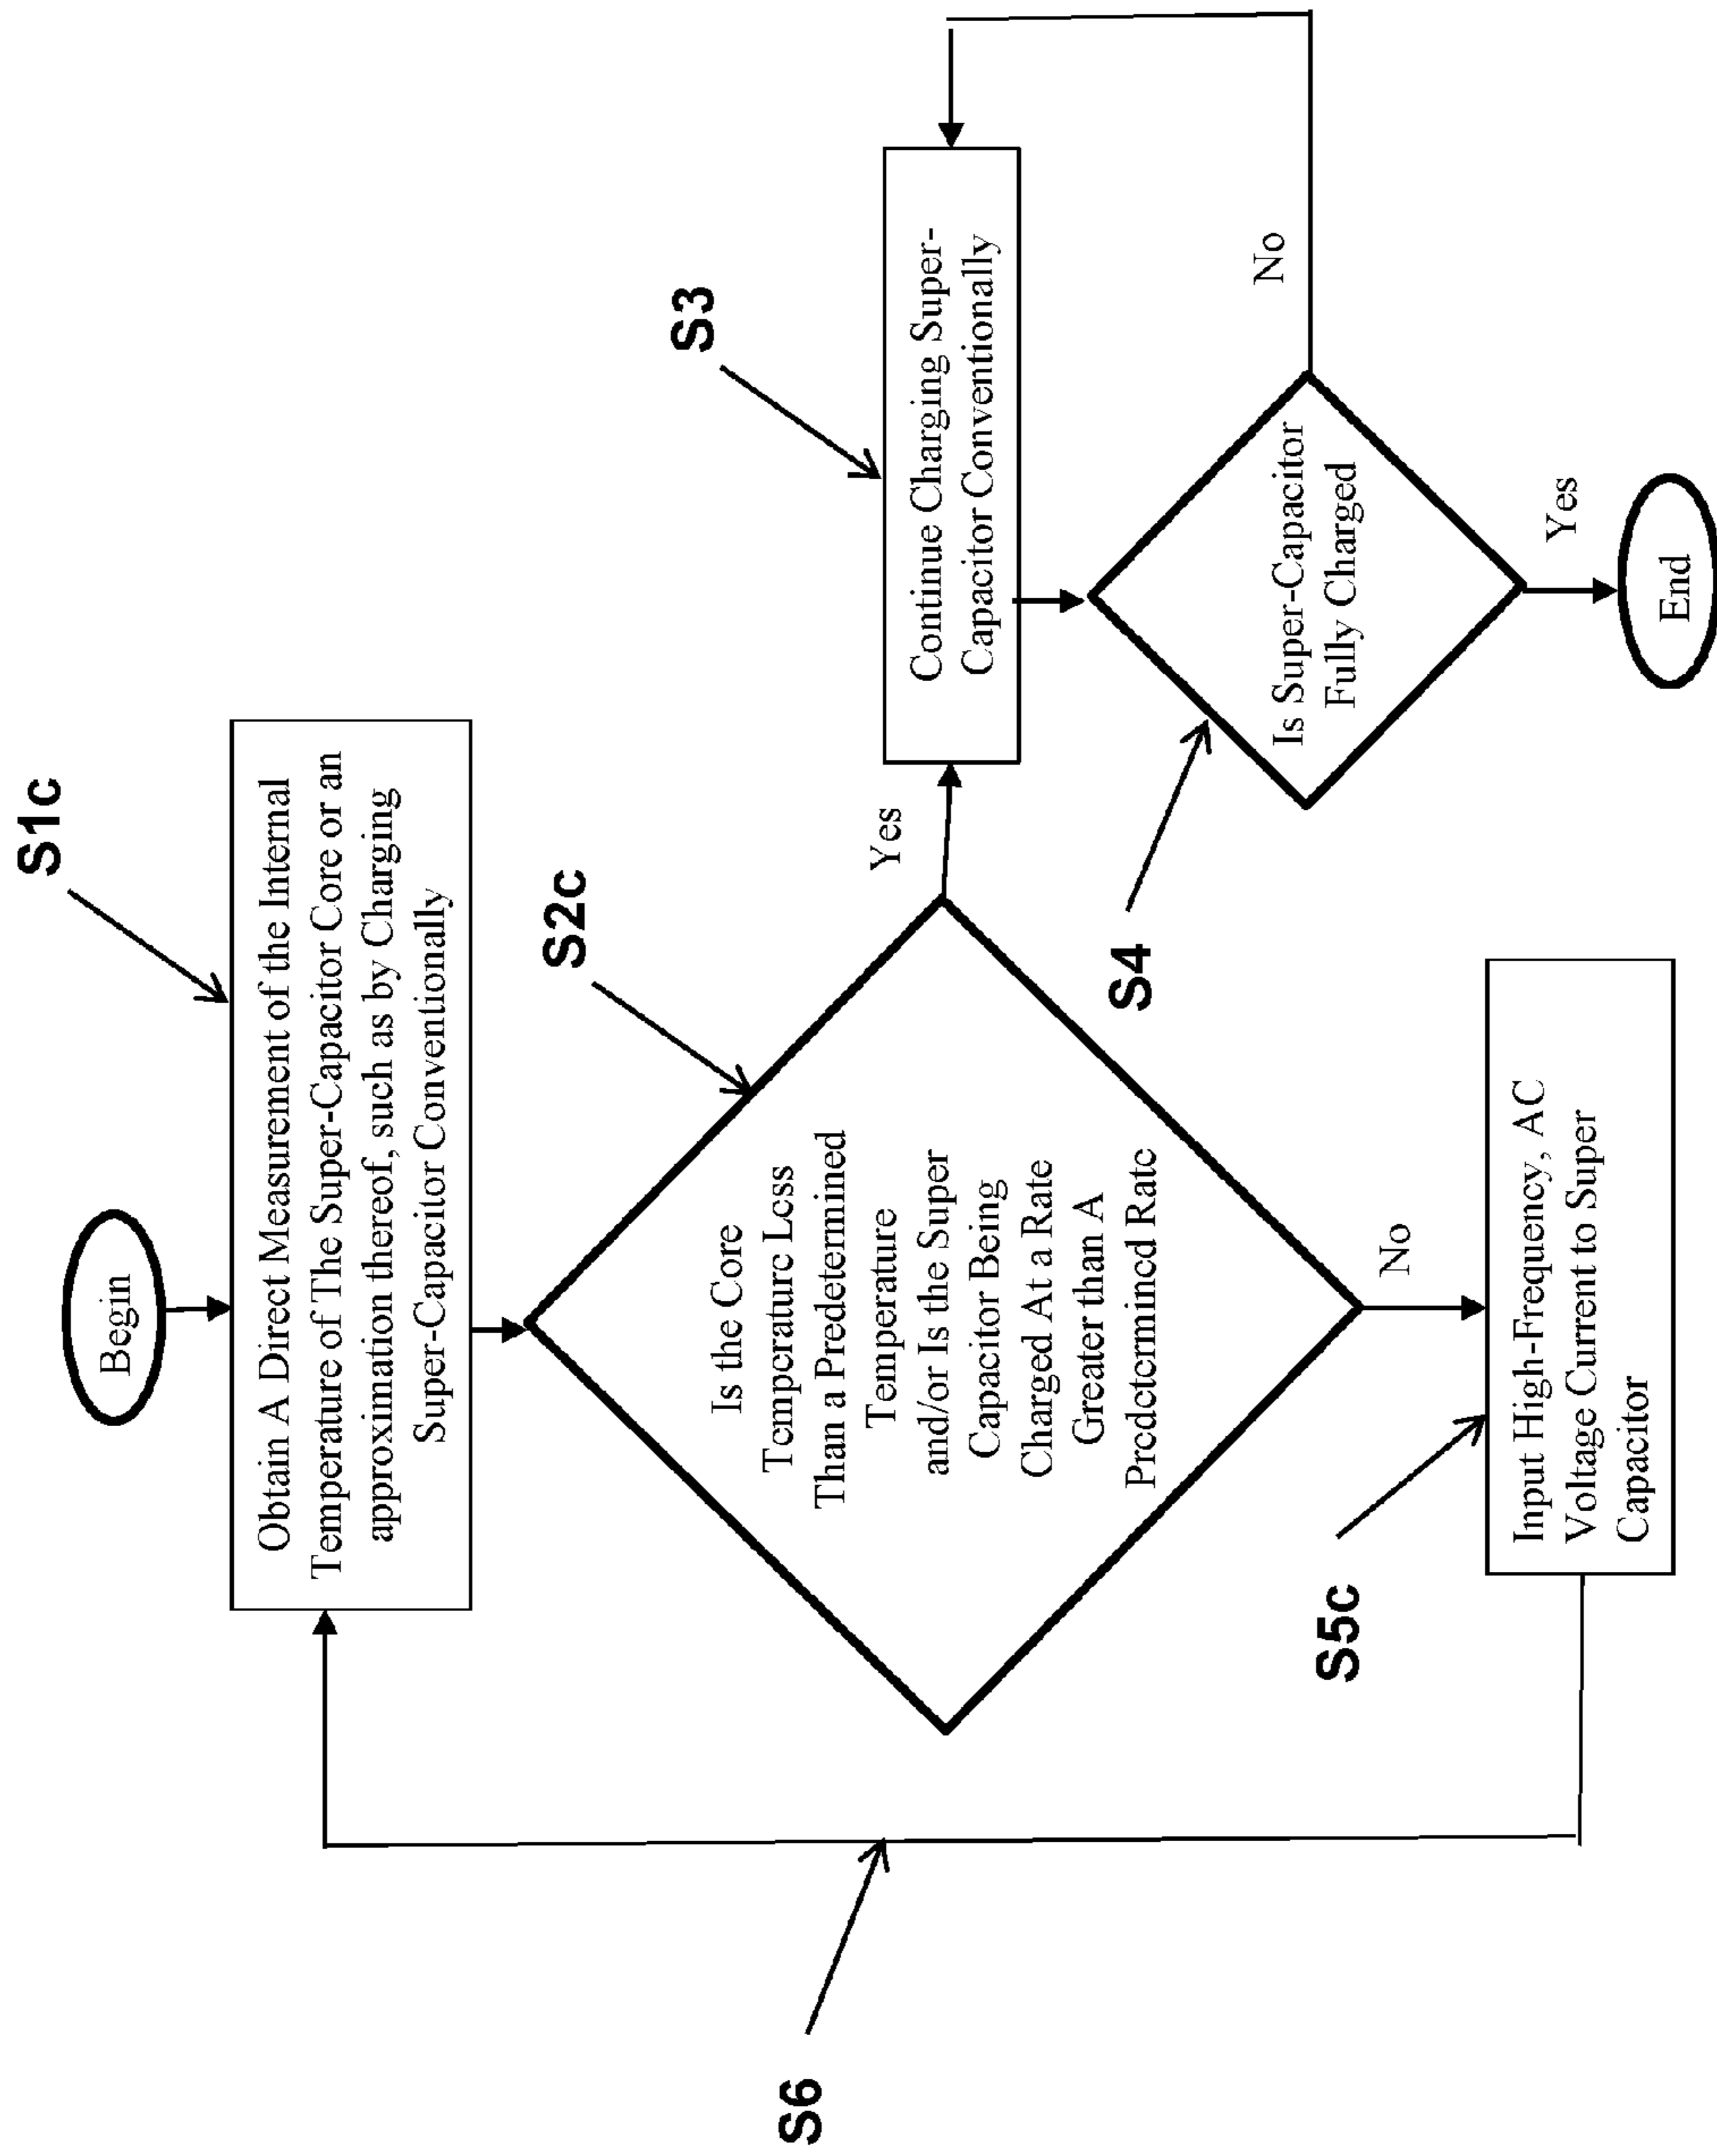 Begin
S1c
Obtain A Direct Measurement of the Internal
Temperature of The Super-Capacitor Core or an
approximation thereof, such as by Charging
Super-Capacitor Conventionally
S2c
Is the Core
Temperature Less
Than a Predetermined
Temperature
and/or Is the Super
Capacitor Being
Charged At a Rate
Greater than A
Predetermined Rate
Yes
S3
Continue Charging Super-
Capacitor Conventionally
S4
Is Super-Capacitor
Fully Charged
No
Yes
End
No
S5c
Input High-Frequency, AC
Voltage Current to Super
Capacitor
S6